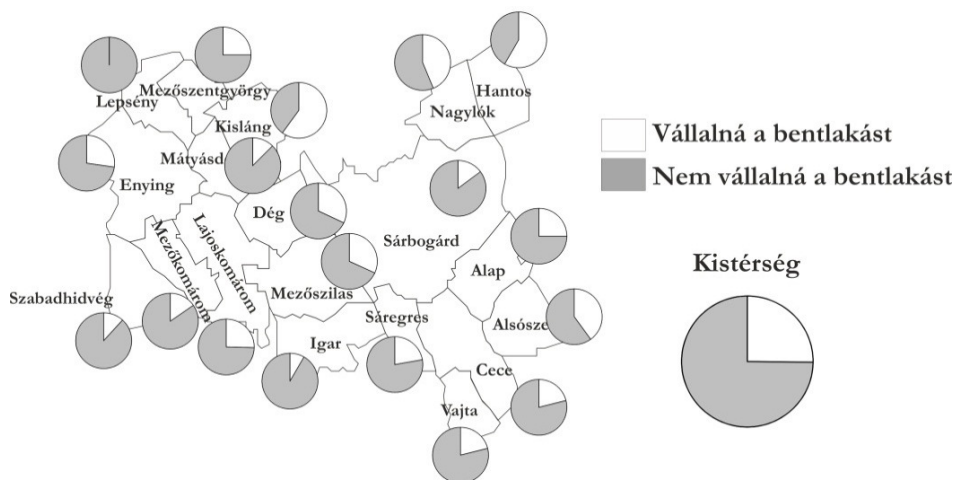 Lepsény
Mezőszentgyörgy
Kisláng
Mátyásd
Enying
Nagylók
Hantos
Dég
Sárbogárd
Lajoskomárom
Mezőkomárom
Szabadhidvég
Mezőszilas
Alap
Alsósze
Sáregres
Igar
Cece
Vajta
Vállalná a bentlakást
Nem vállalná a bentlakást
Kistérség